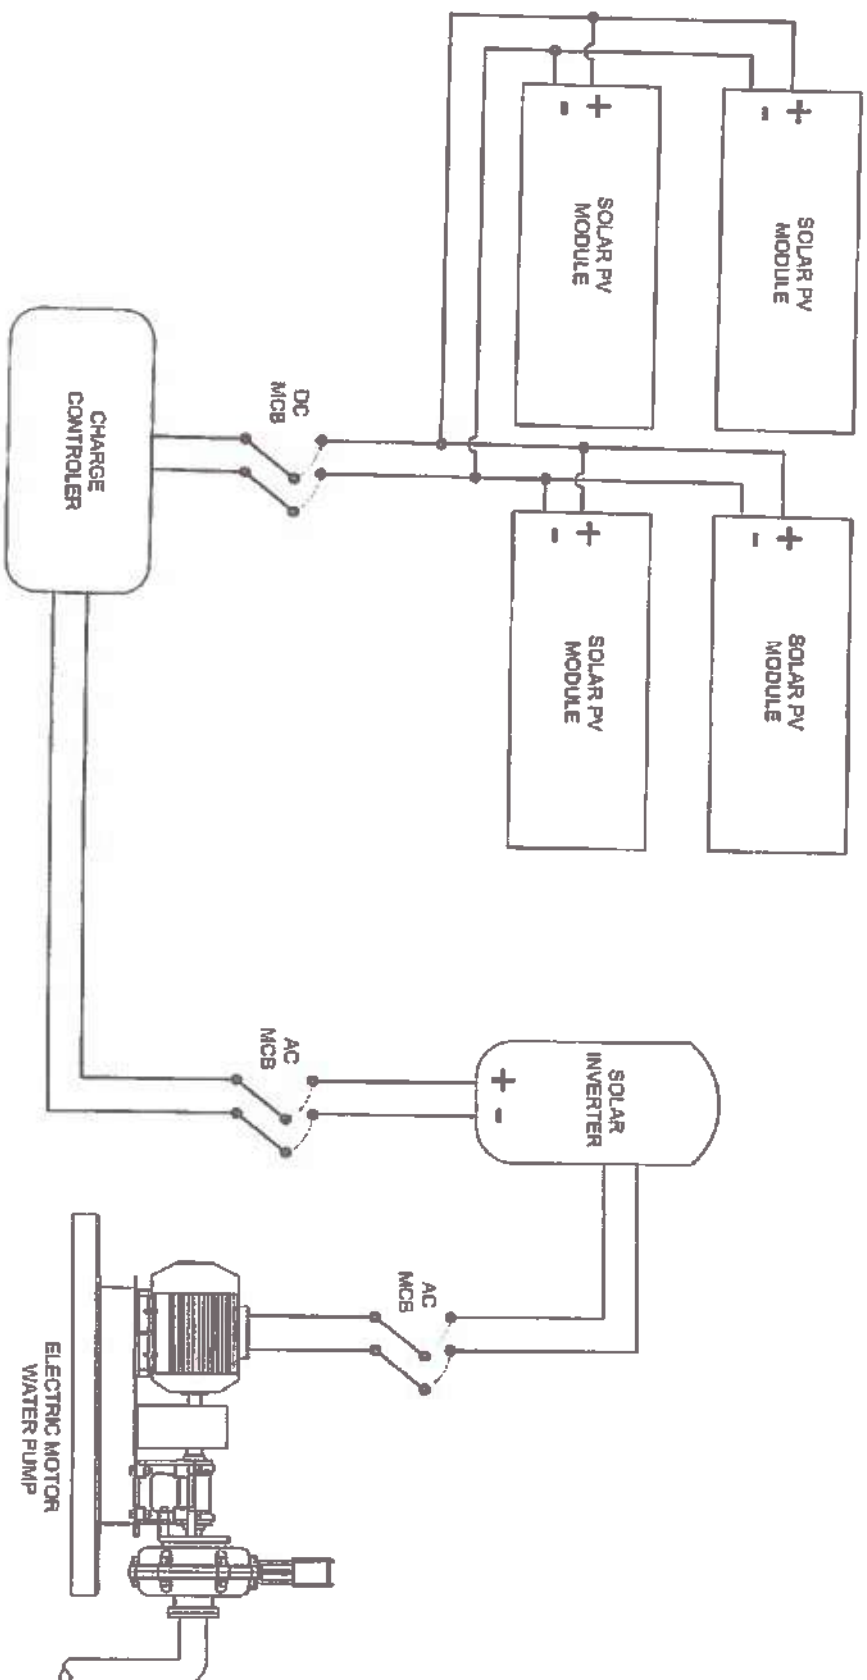 SOLAR PV
MODULE
+
-
SOLAR PV
MODULE
+
-
SOLAR PV
MODULE
+
-
SOLAR PV
MODULE
+
-
DC
MCB
CHARGE
CONTROLER
AC
MCB
SOLAR
INVERTER
+
-
AC
MCB
ELECTRIC MOTOR
WATER PUMP